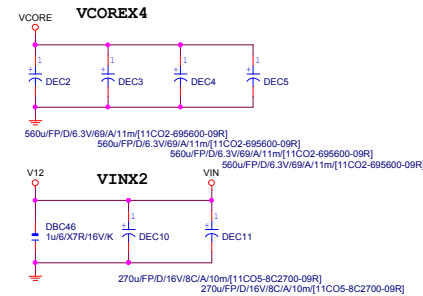 VCOREX4
VCORE
1 1 1 1
+ + + +
DEC2 DEC3 DEC4 DEC5
560u/FP/D/6.3V/69/A/11m/[11CO2-695600-09R]
560u/FP/D/6.3V/69/A/11m/[11CO2-695600-09R]
560u/FP/D/6.3V/69/A/11m/[11CO2-695600-09R]
560u/FP/D/6.3V/69/A/11m/[11CO2-695600-09R]
V12 VINX2 VIN
1 1
+ +
DBC46
1u/6/X7R/16V/K DEC10 DEC11
270u/FP/D/16V/8C/A/10m/[11CO5-8C2700-09R]
270u/FP/D/16V/8C/A/10m/[11CO5-8C2700-09R]